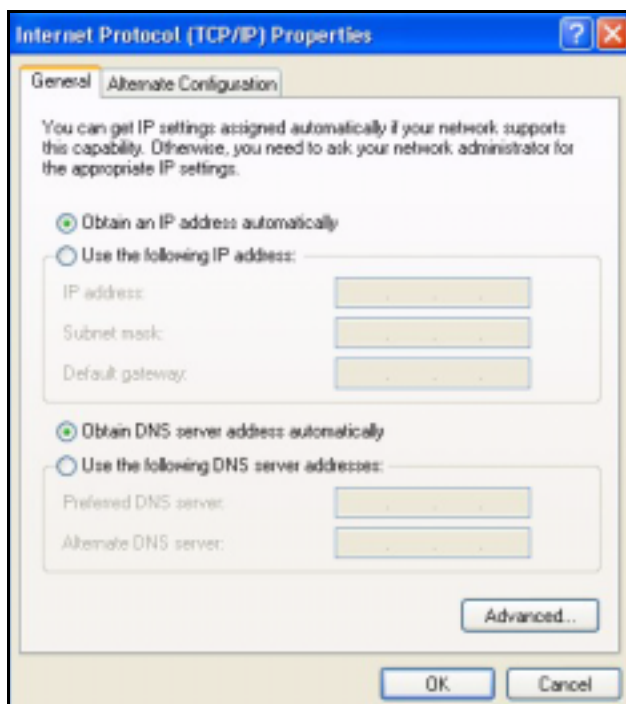 Internet Protocol (TCP/IP) Properties
General
Alternate Configuration
You can get IP settings assigned automatically if your network supports
this capability. Otherwise, you need to ask your network administrator for
the appropriate IP settings.
Obtain an IP address automatically
Use the following IP address:
IP address:
Subnet mask:
Default gateway:
Obtain DNS server address automatically
Use the following DNS server addresses:
Preferred DNS server:
Alternate DNS server:
Advanced...
OK
Cancel